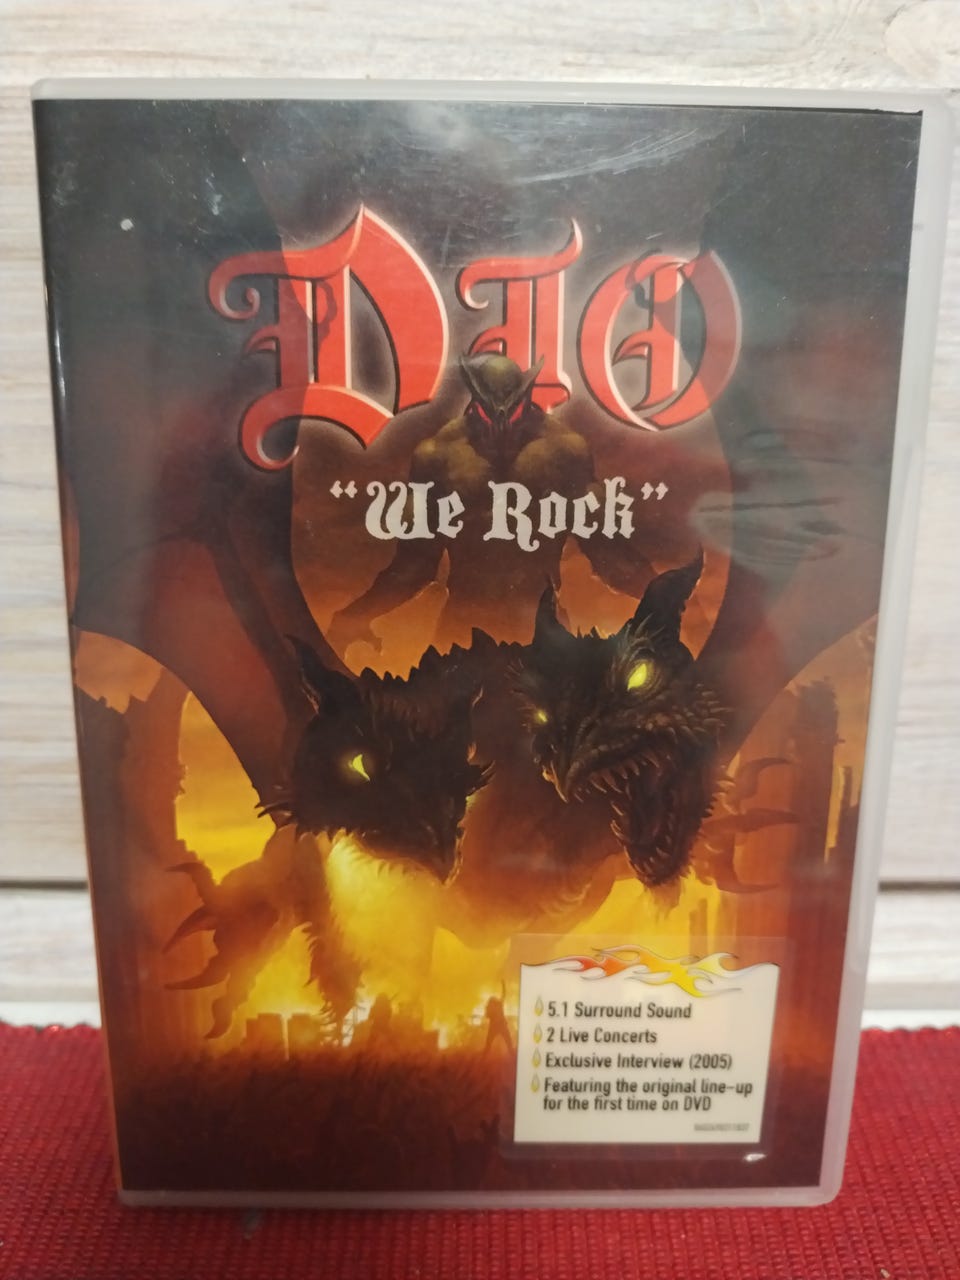 DIO
“We Rock”
5.1 Surround Sound
2 Live Concerts
Exclusive Interview (2005)
Featuring the original line-up
for the first time on DVD